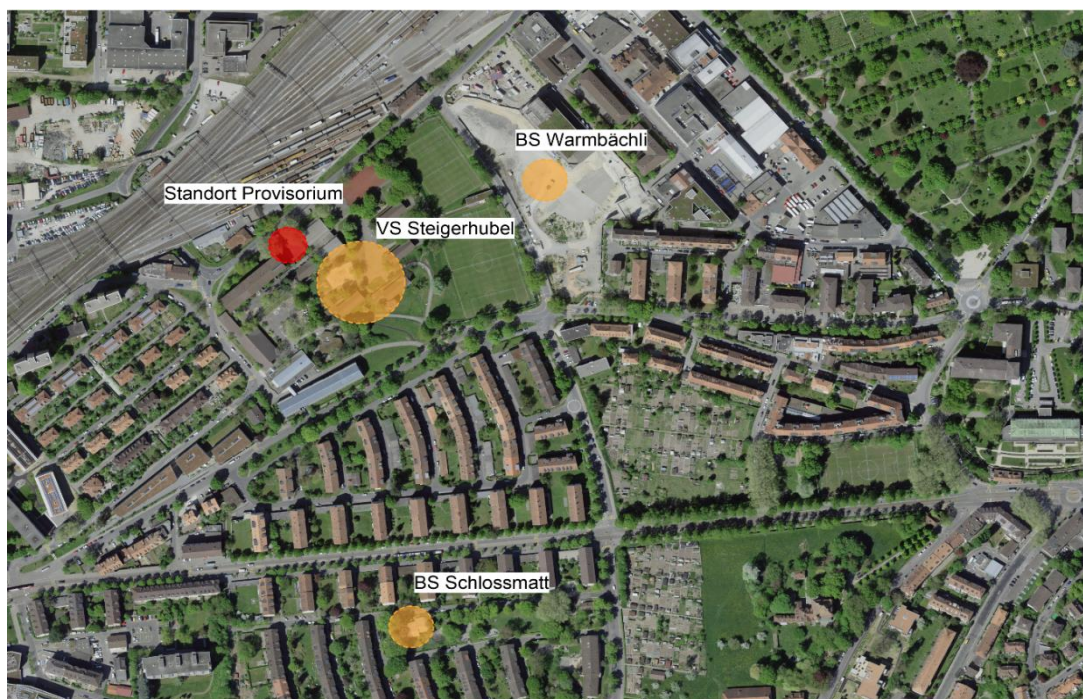 BS Warmbächli
Standort Provisorium
VS Steigerhubel
BS Schlossmatt